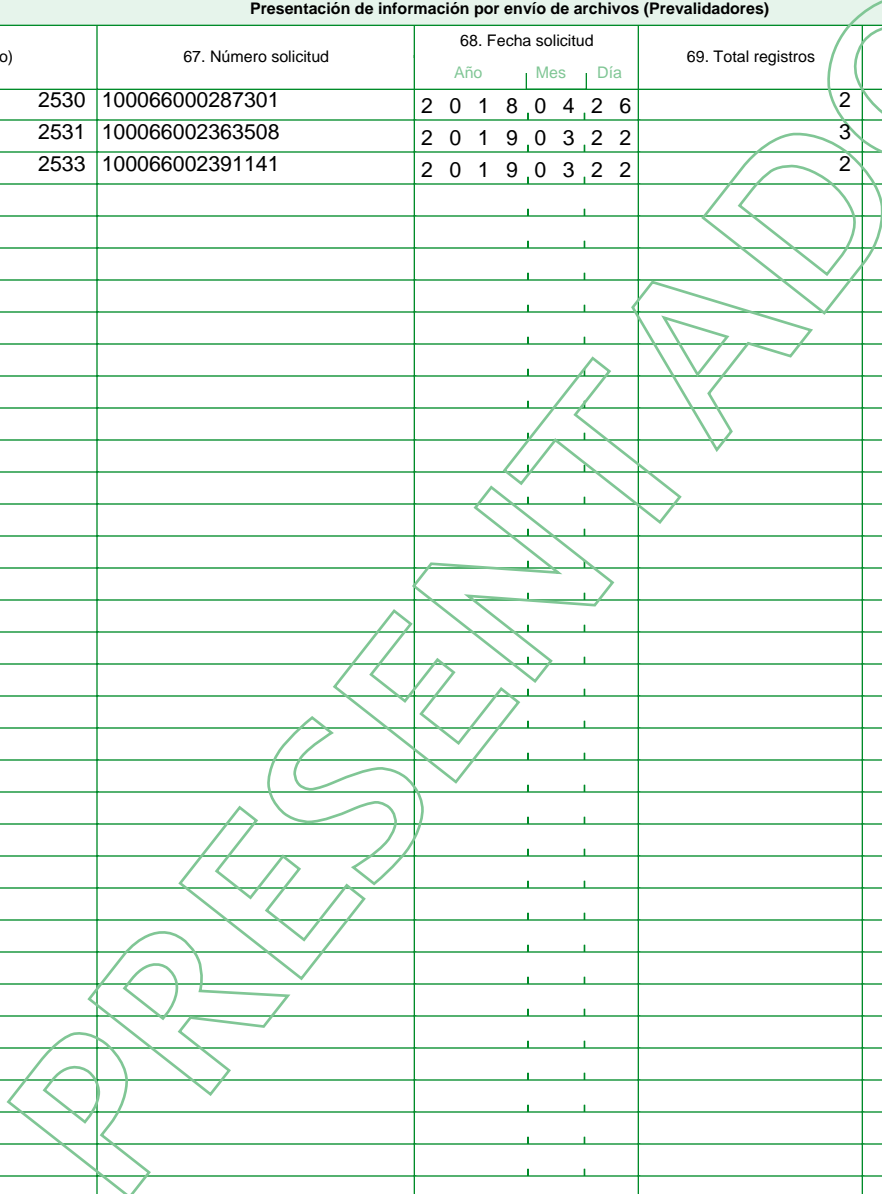 Presentación de información por envío de archivos (Prevalidadores)
o) 67. Número solicitud 68. Fecha solicitud 69. Total registros
Año Mes Día
2530 100066000287301 2 0 1 8 0 4 2 6 2
2531 100066002363508 2 0 1 9 0 3 2 2 3
2533 100066002391141 2 0 1 9 0 3 2 2 2
PRESENTADO